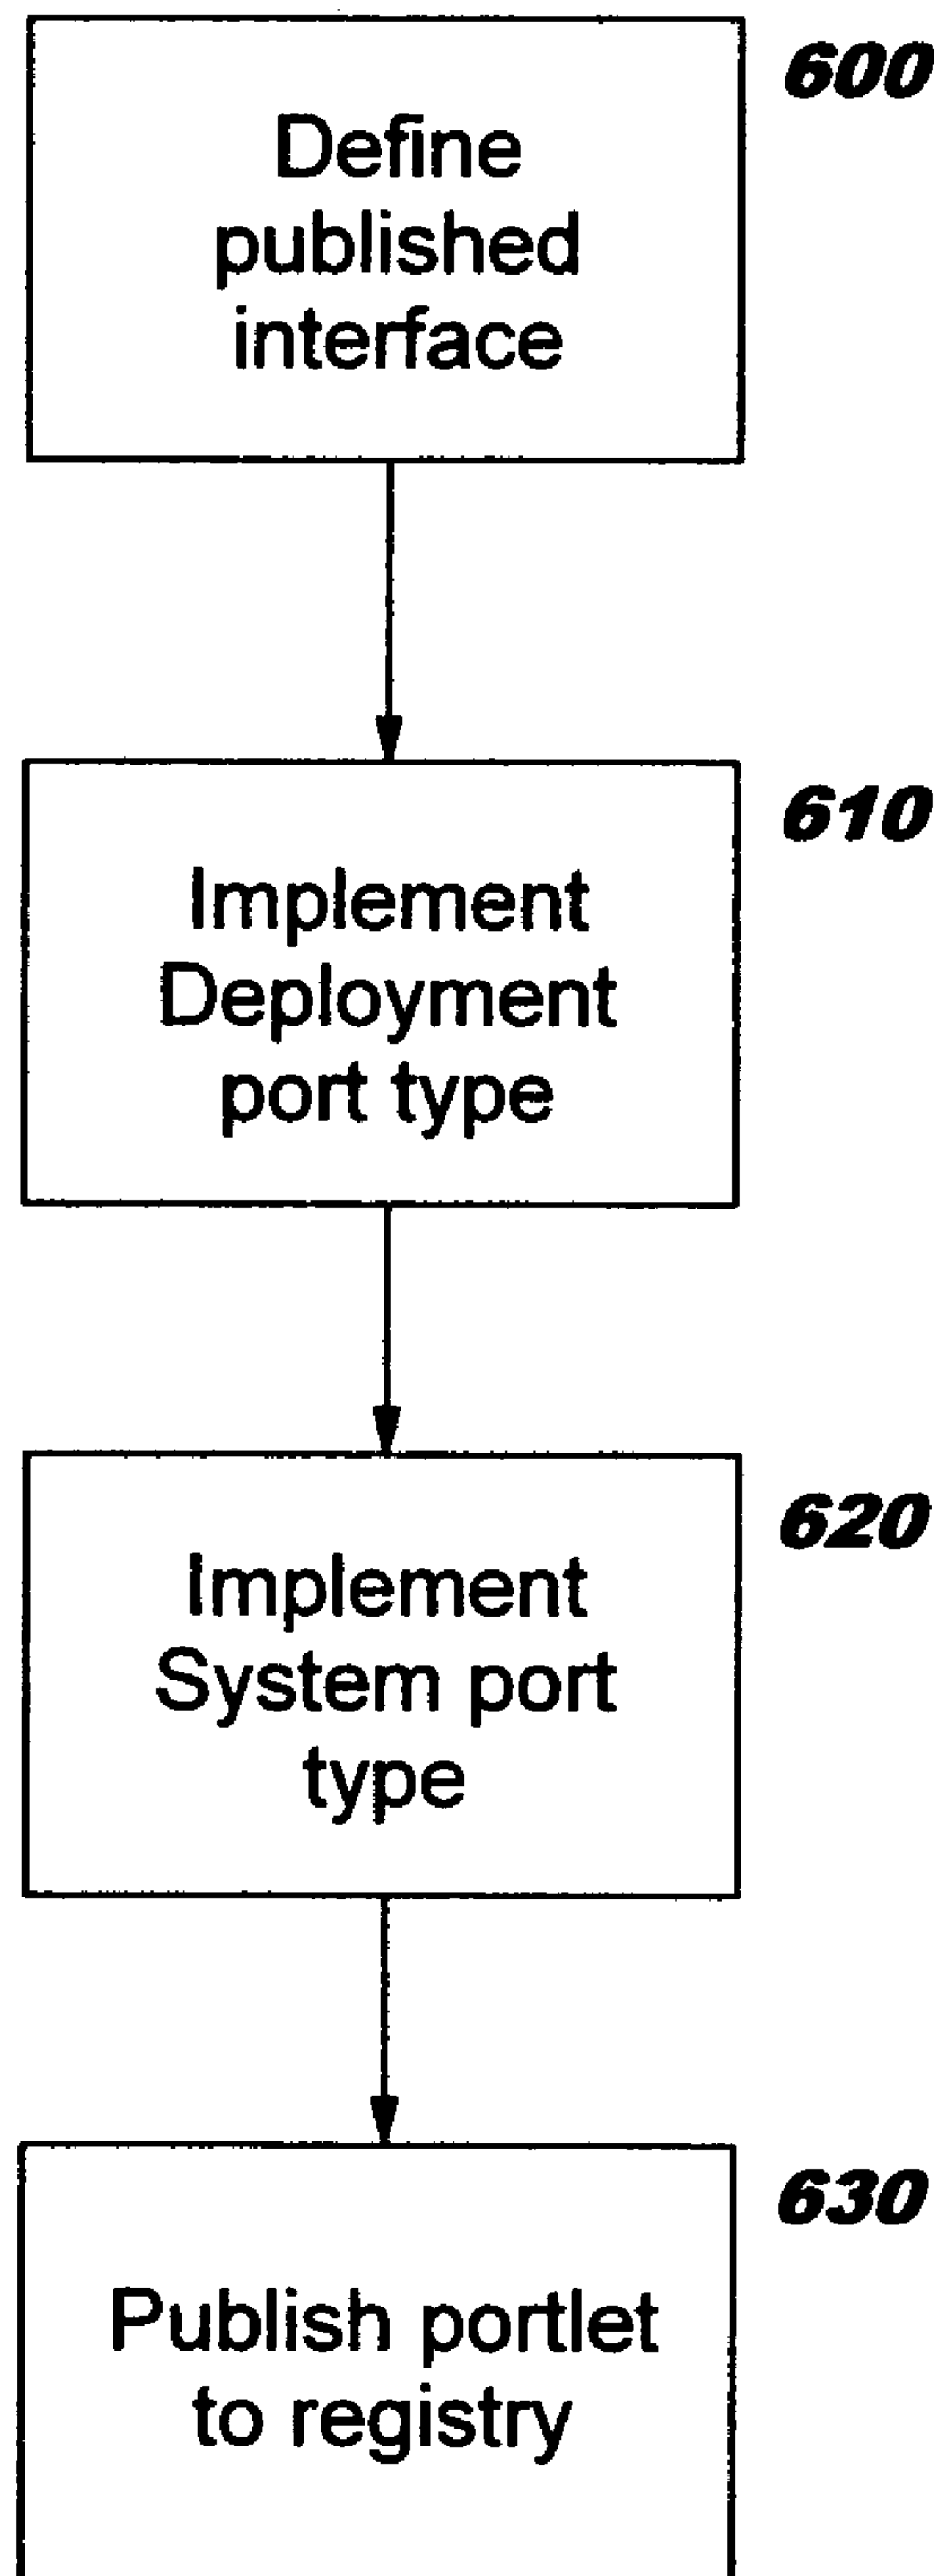 600
Define
published
interface
610
Implement
Deployment
port type
620
Implement
System port
type
630
Publish portlet
to registry